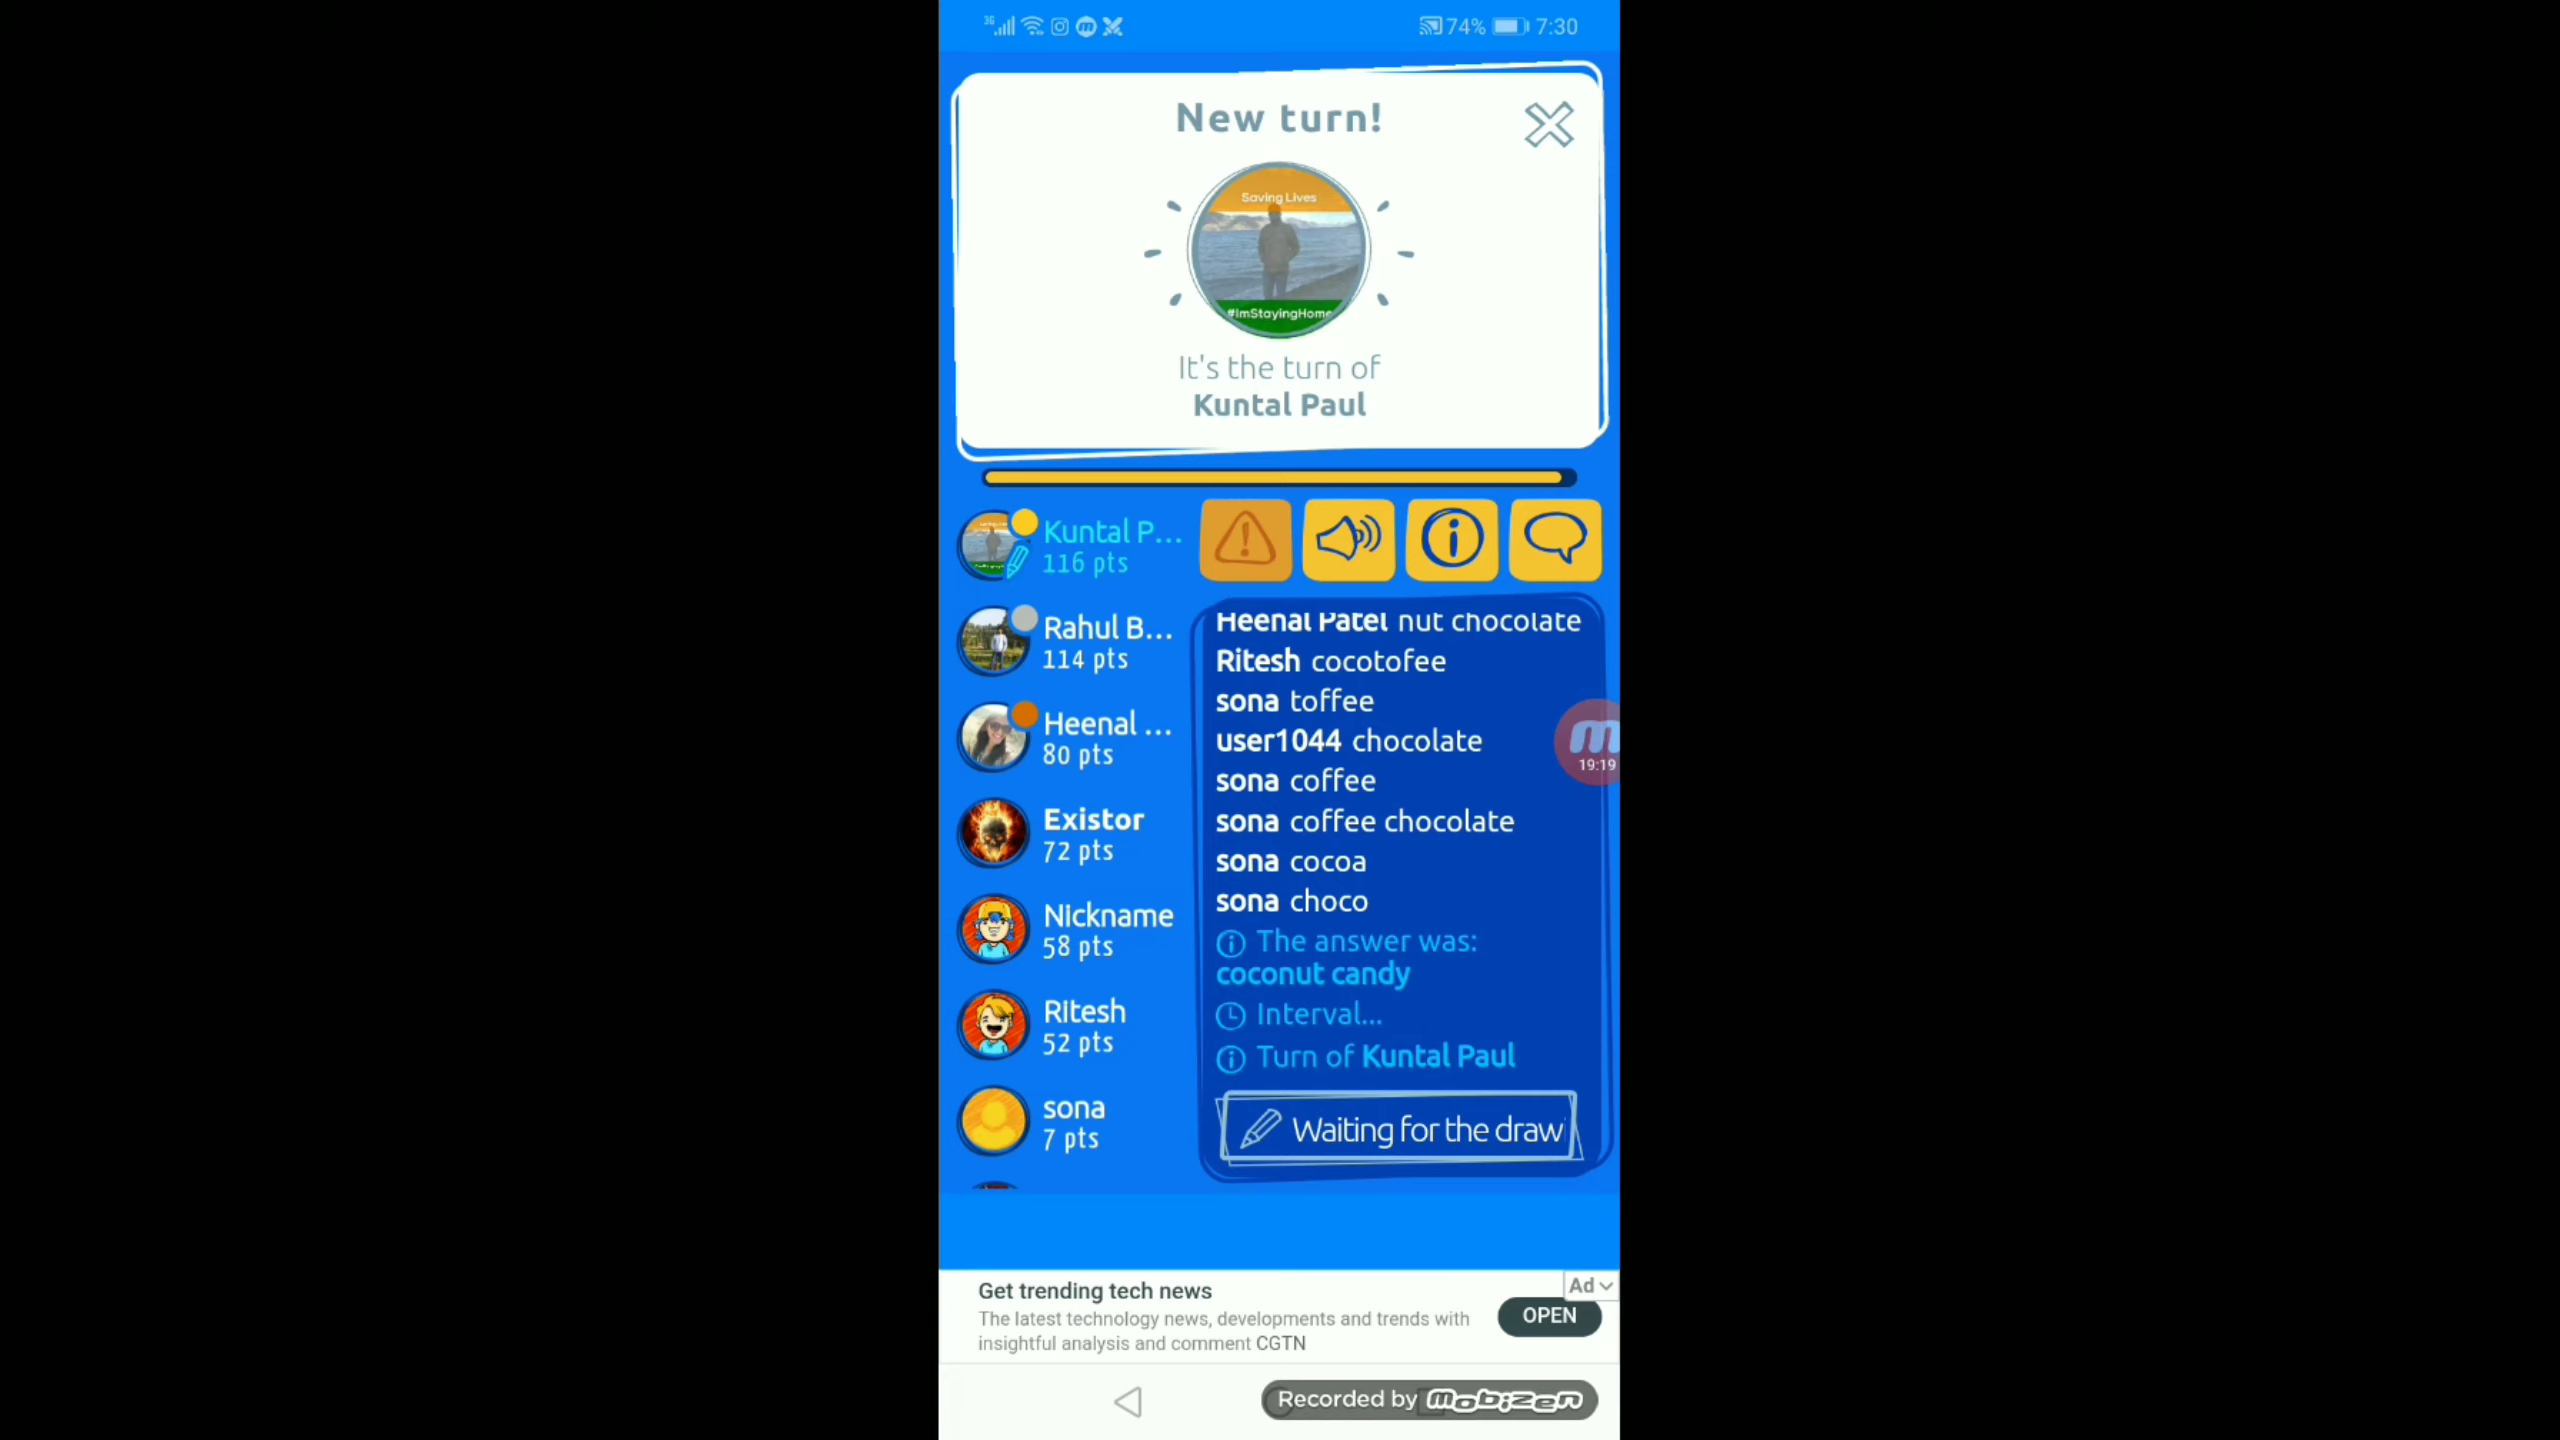 3G 74% 7:30
New turn!
Saving Lives
#ImStayingHome
It's the turn of
Kuntal Paul
Kuntal P...
116 pts
Rahul B...
114 pts
Heenal ...
80 pts
Existor
72 pts
Nickname
58 pts
Ritesh
52 pts
sona
7 pts
Heenal Patel nut chocolate
Ritesh cocotofee
sona toffee
user1044 chocolate
sona coffee
sona coffee chocolate
sona cocoa
sona choco
The answer was:
coconut candy
Interval...
Turn of Kuntal Paul
Waiting for the draw
m
19:19
Get trending tech news
The latest technology news, developments and trends with
insightful analysis and comment CGTN
Ad
OPEN
Recorded by mobizen